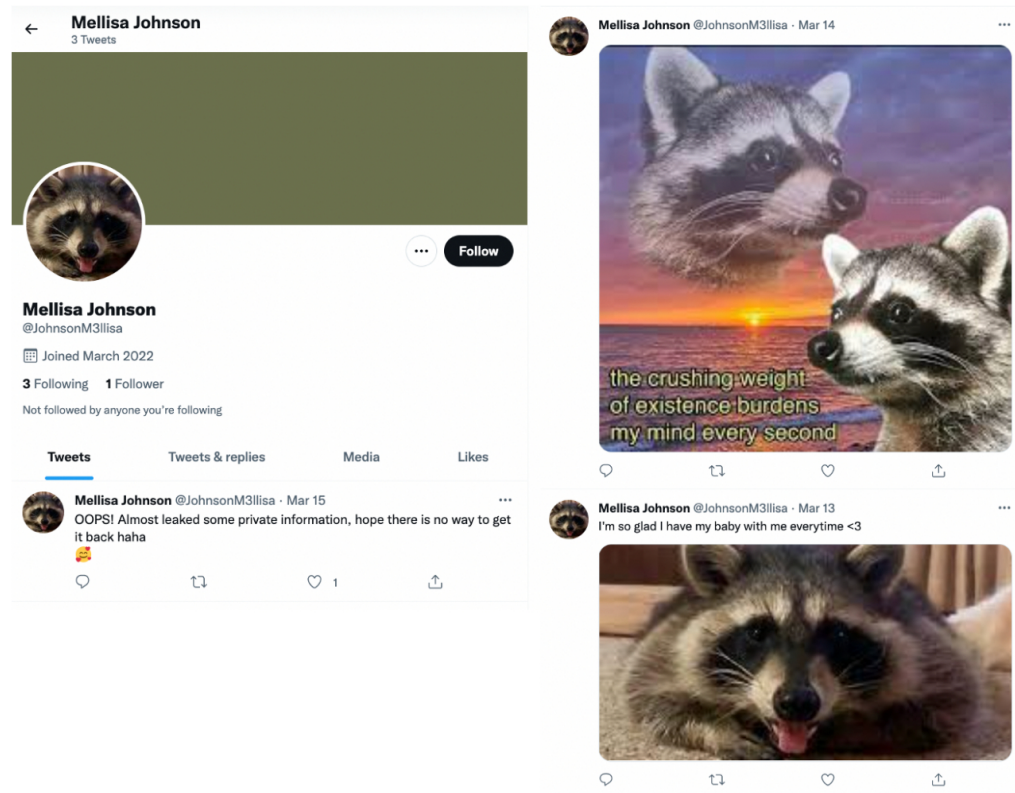 Mellisa Johnson
3 Tweets
Follow
Mellisa Johnson
@JohnsonM3llisa
Joined March 2022
3 Following 1 Follower
Not followed by anyone you're following
Tweets Tweets & replies Media Likes
Mellisa Johnson @JohnsonM3llisa · Mar 15
OOPS! Almost leaked some private information, hope there is no way to get
it back haha
🥰
1
Mellisa Johnson @JohnsonM3llisa · Mar 14
the crushing weight
of existence burdens
my mind every second
Mellisa Johnson @JohnsonM3llisa · Mar 13
I'm so glad I have my baby with me everytime <3